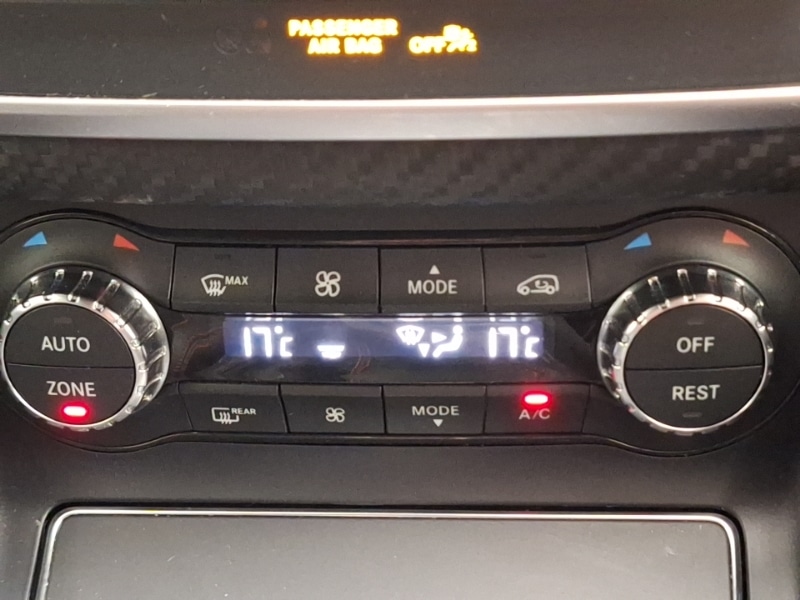 PASSENGER
AIR BAG OFF
MAX
MODE
AUTO
17°C
17°C
OFF
ZONE
REST
REAR
MODE
A/C